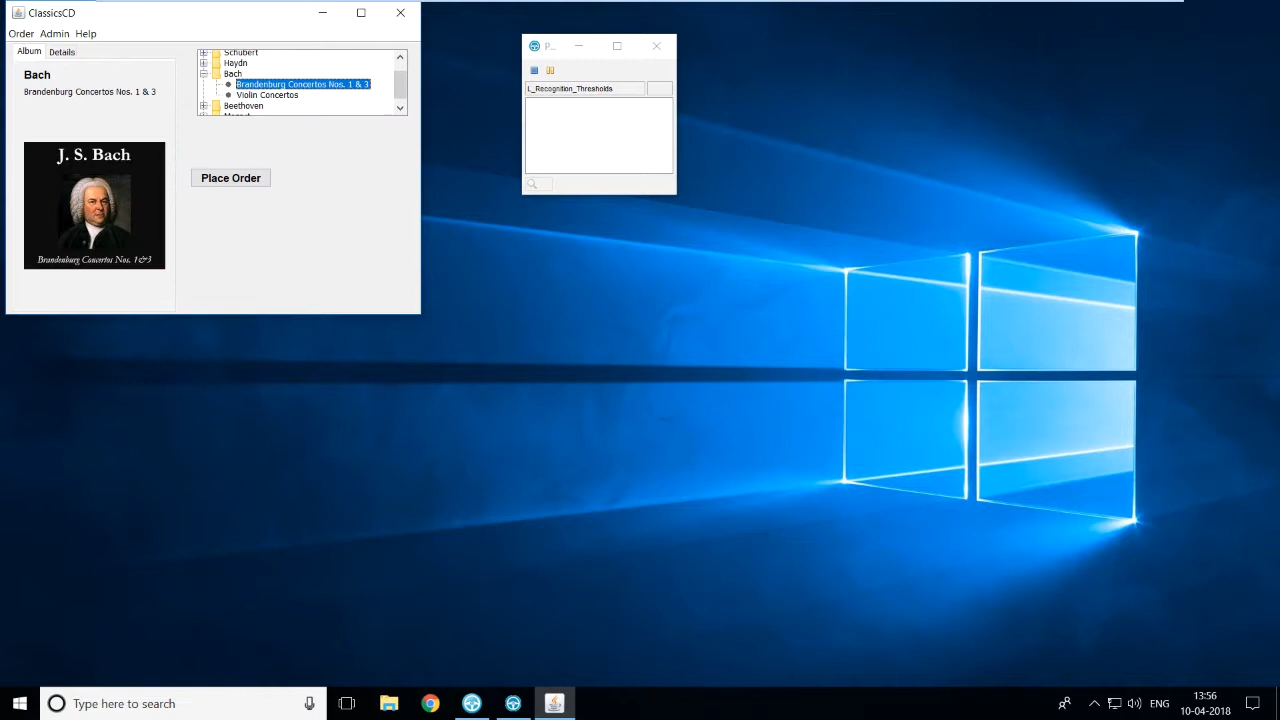 ClassicsCD
Order Admin Help
Album Details
Bach
Brandenburg Concertos Nos. 1 & 3
J. S. Bach
Brandenburg Concertos Nos. 1&3
Schubert
Haydn
Bach
Brandenburg Concertos Nos. 1 & 3
Violin Concertos
Beethoven
Place Order
P...
L_Recognition_Thresholds
Type here to search
ENG
13:56
10-04-2018